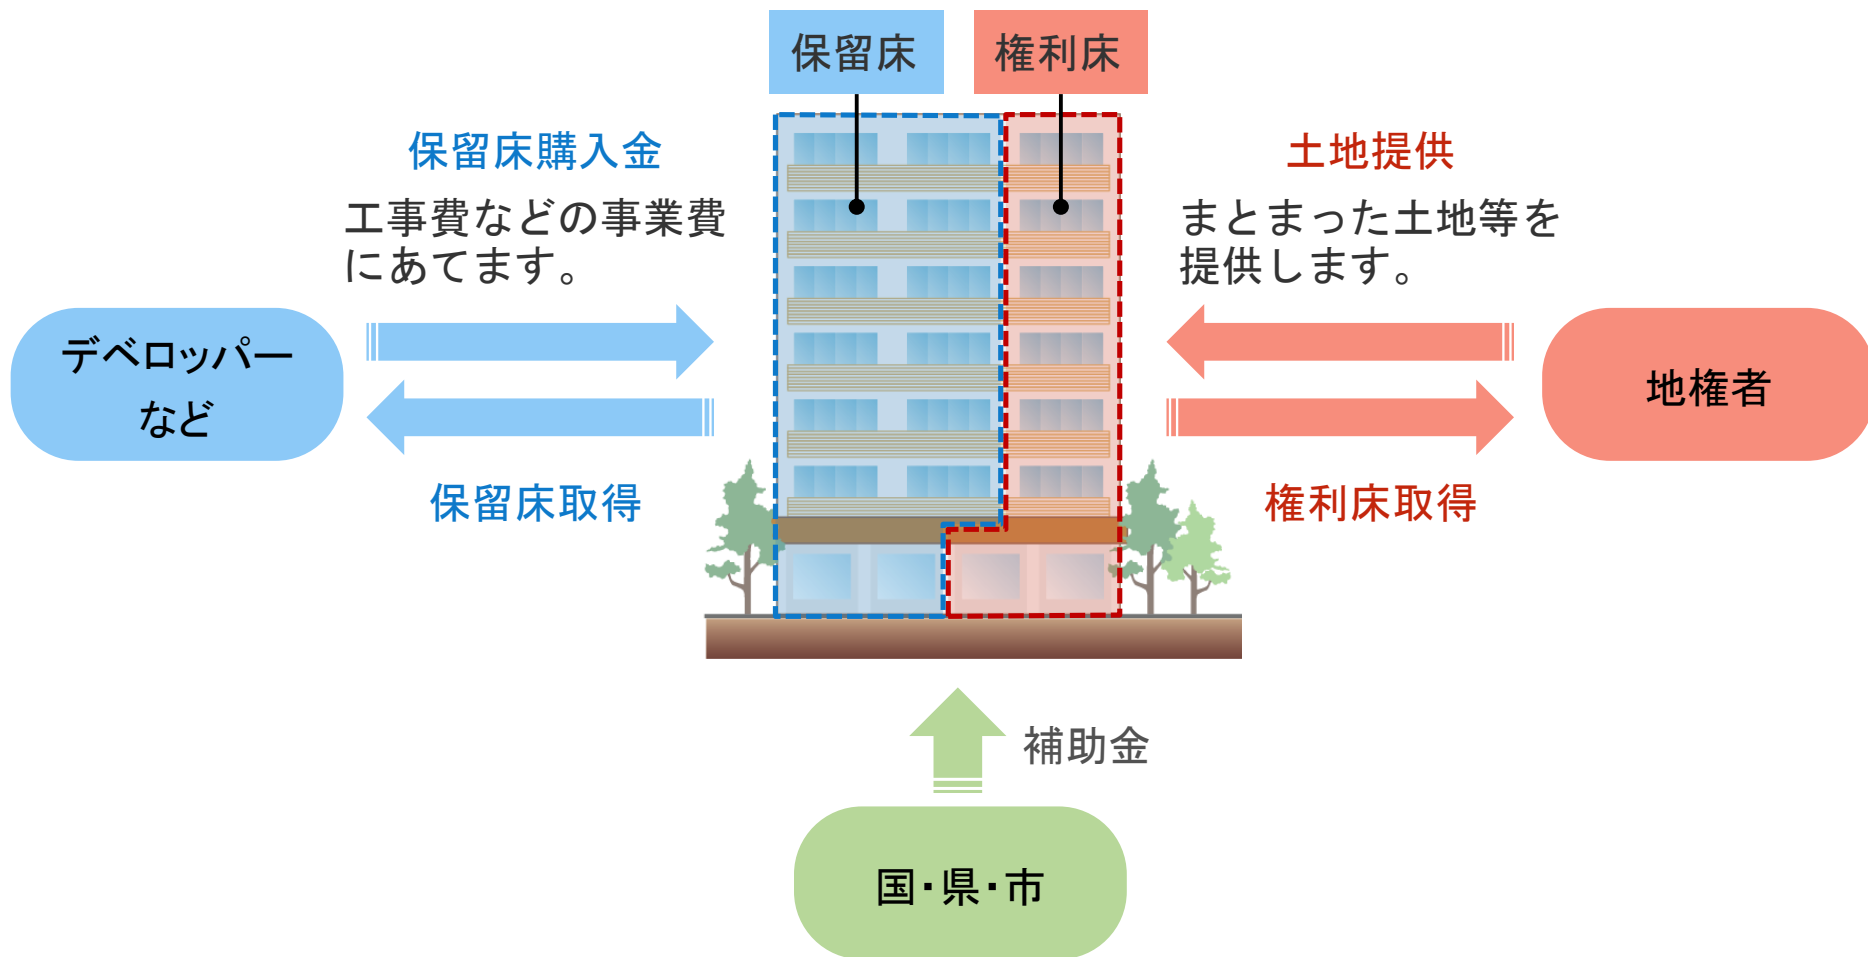 保留床
権利床
保留床購入金
工事費などの事業費
にあてます。
土地提供
まとまった土地等を
提供します。
デベロッパー
など
地権者
保留床取得
権利床取得
補助金
国・県・市